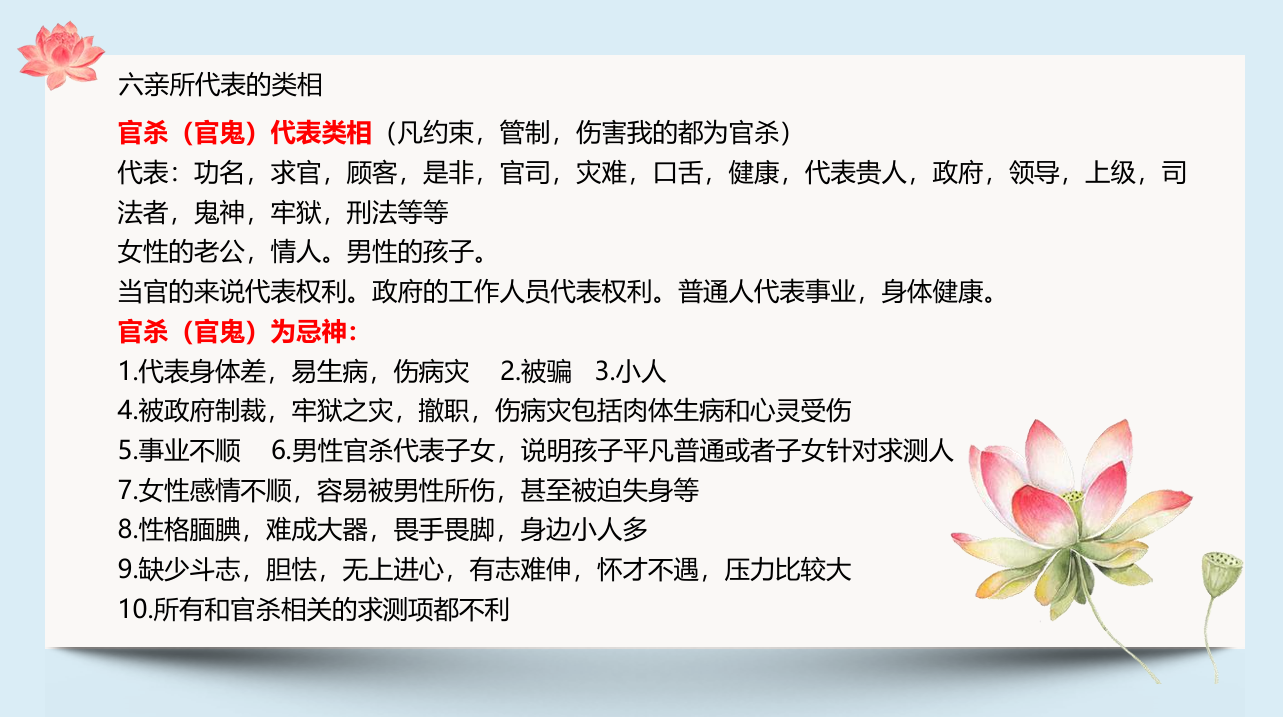 六亲所代表的类相
官杀（官鬼）代表类相（凡约束，管制，伤害我的都为官杀）
代表：功名，求官，顾客，是非，官司，灾难，口舌，健康，代表贵人，政府，领导，上级，司
法者，鬼神，牢狱，刑法等等
女性的老公，情人。男性的孩子。
当官的来说代表权利。政府的工作人员代表权利。普通人代表事业，身体健康。
官杀（官鬼）为忌神：
1.代表身体差，易生病，伤病灾 2.被骗 3.小人
4.被政府制裁，牢狱之灾，撤职，伤病灾包括肉体生病和心灵受伤
5.事业不顺 6.男性官杀代表子女，说明孩子平凡普通或者子女针对求测人
7.女性感情不顺，容易被男性所伤，甚至被迫失身等
8.性格腼腆，难成大器，畏手畏脚，身边小人多
9.缺少斗志，胆怯，无上进心，有志难伸，怀才不遇，压力比较大
10.所有和官杀相关的求测项都不利